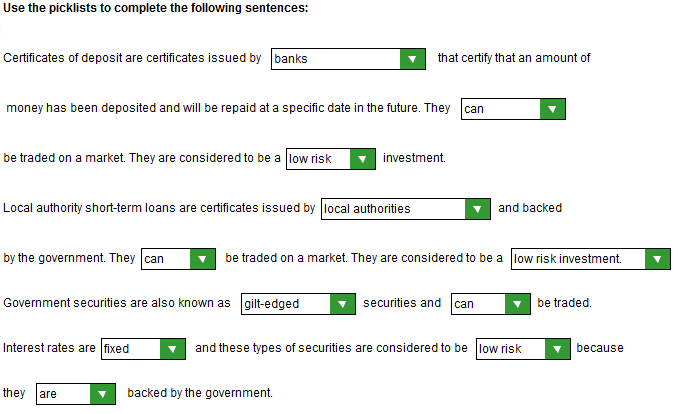 Use the picklists to complete the following sentences:
Certificates of deposit are certificates issued by banks that certify that an amount of
money has been deposited and will be repaid at a specific date in the future. They can
be traded on a market. They are considered to be a low risk investment.
Local authority short-term loans are certificates issued by local authorities and backed
by the government. They can be traded on a market. They are considered to be a low risk investment.
Government securities are also known as gilt-edged securities and can be traded.
Interest rates are fixed and these types of securities are considered to be low risk because
they are backed by the government.